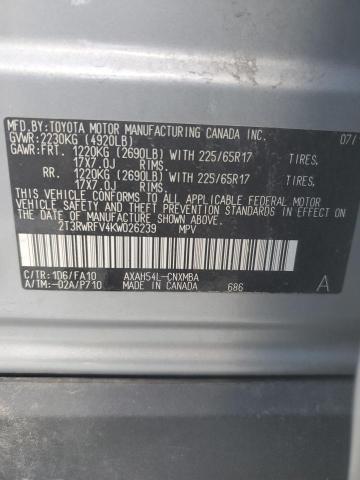 MFD.BY:TOYOTA MOTOR MANUFACTURING CANADA INC. 07/
GVWR:2230KG (4920LB)
GAWR:FRT. 1220KG (2690LB) WITH 225/65R17 TIRES,
17X7.0J RIMS,
RR. 1220KG (2690LB) WITH 225/65R17 TIRES,
17X7.0J RIMS.
THIS VEHICLE CONFORMS TO ALL APPLICABLE FEDERAL MOTOR
VEHICLE SAFETY STANDARDS IN EFFECT ON THE DATE OF
MANUFACTURE SHOWN ABOVE.
2T3RWRFV4KW026239 MPV
C/TR:1D6/FA10 AXAH54L-CNXMBA
A/TM:-02A/P710 MADE IN CANADA 686 A